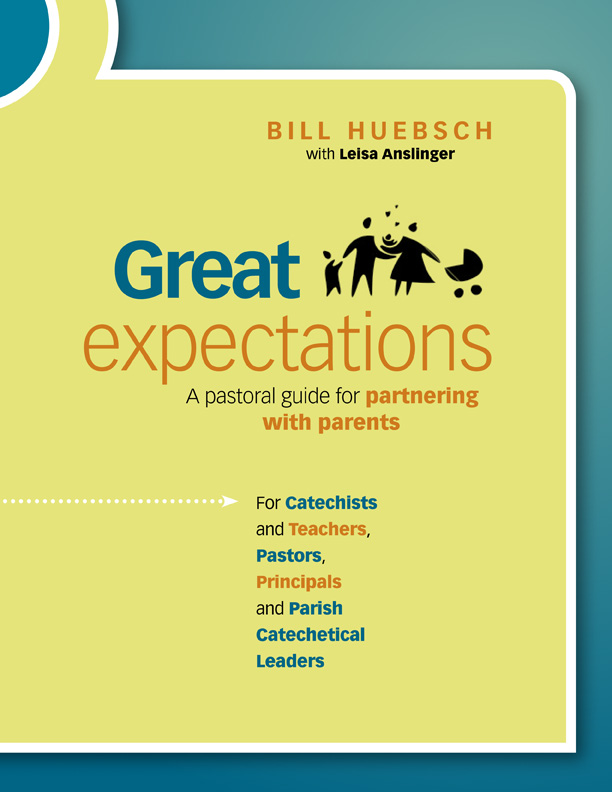 BILL HUEBSCH
with Leisa Anslinger
Great
expectations
A pastoral guide for partnering
with parents
For Catechists
and Teachers,
Pastors,
Principals
and Parish
Catechetical
Leaders